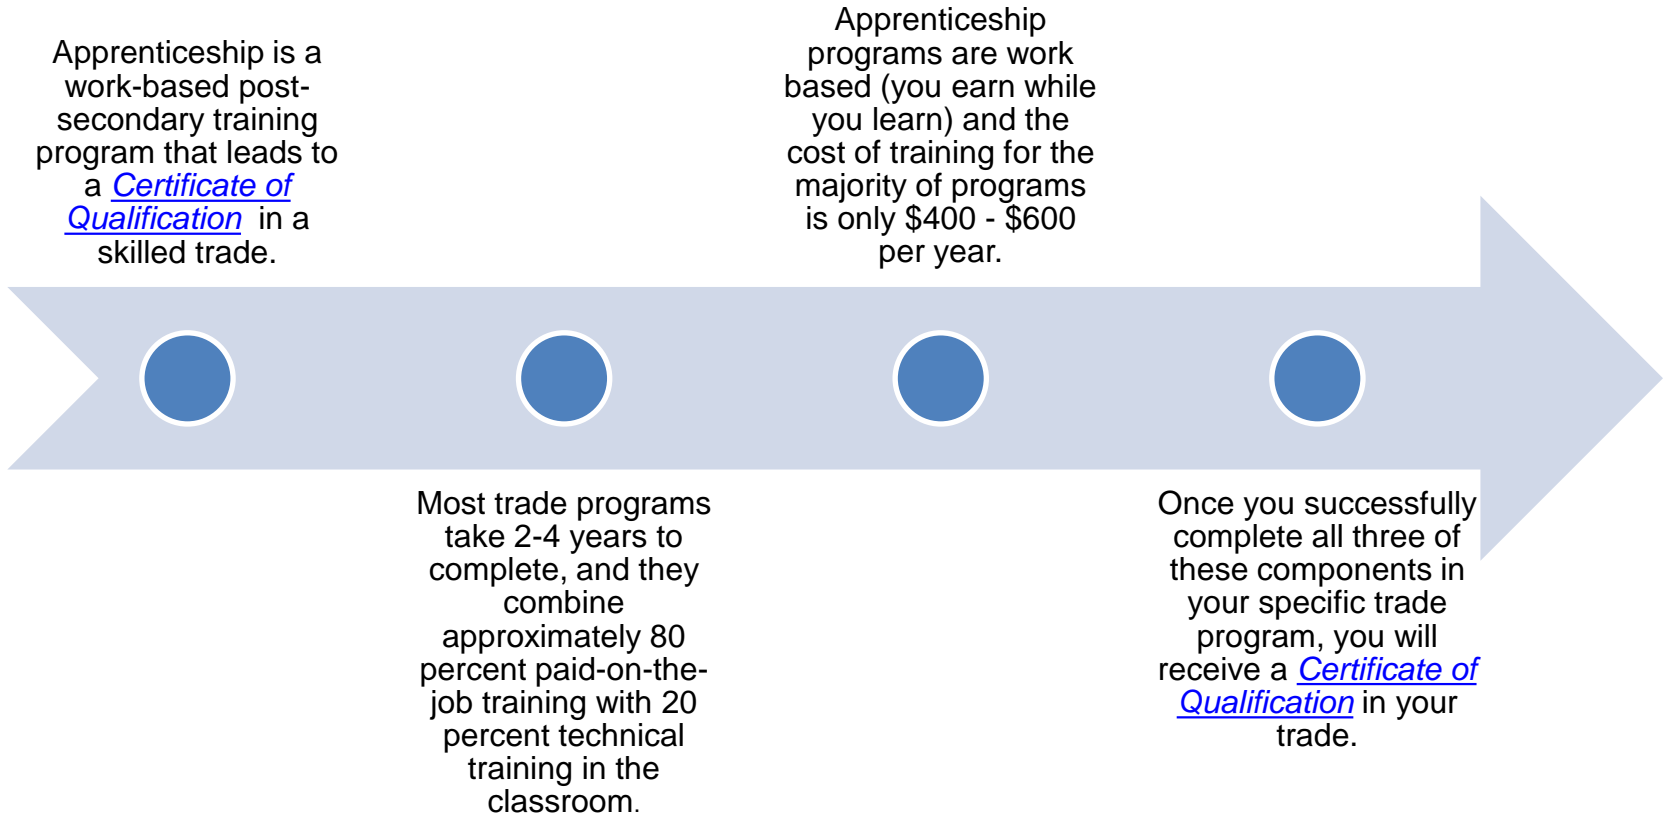 Apprenticeship is a
work-based post-
secondary training
program that leads to
a Certificate of
Qualification in a
skilled trade.
Most trade programs
take 2-4 years to
complete, and they
combine
approximately 80
percent paid-on-the-
job training with 20
percent technical
training in the
classroom.
Apprenticeship
programs are work
based (you earn while
you learn) and the
cost of training for the
majority of programs
is only $400 - $600
per year.
Once you successfully
complete all three of
these components in
your specific trade
program, you will
receive a Certificate of
Qualification in your
trade.